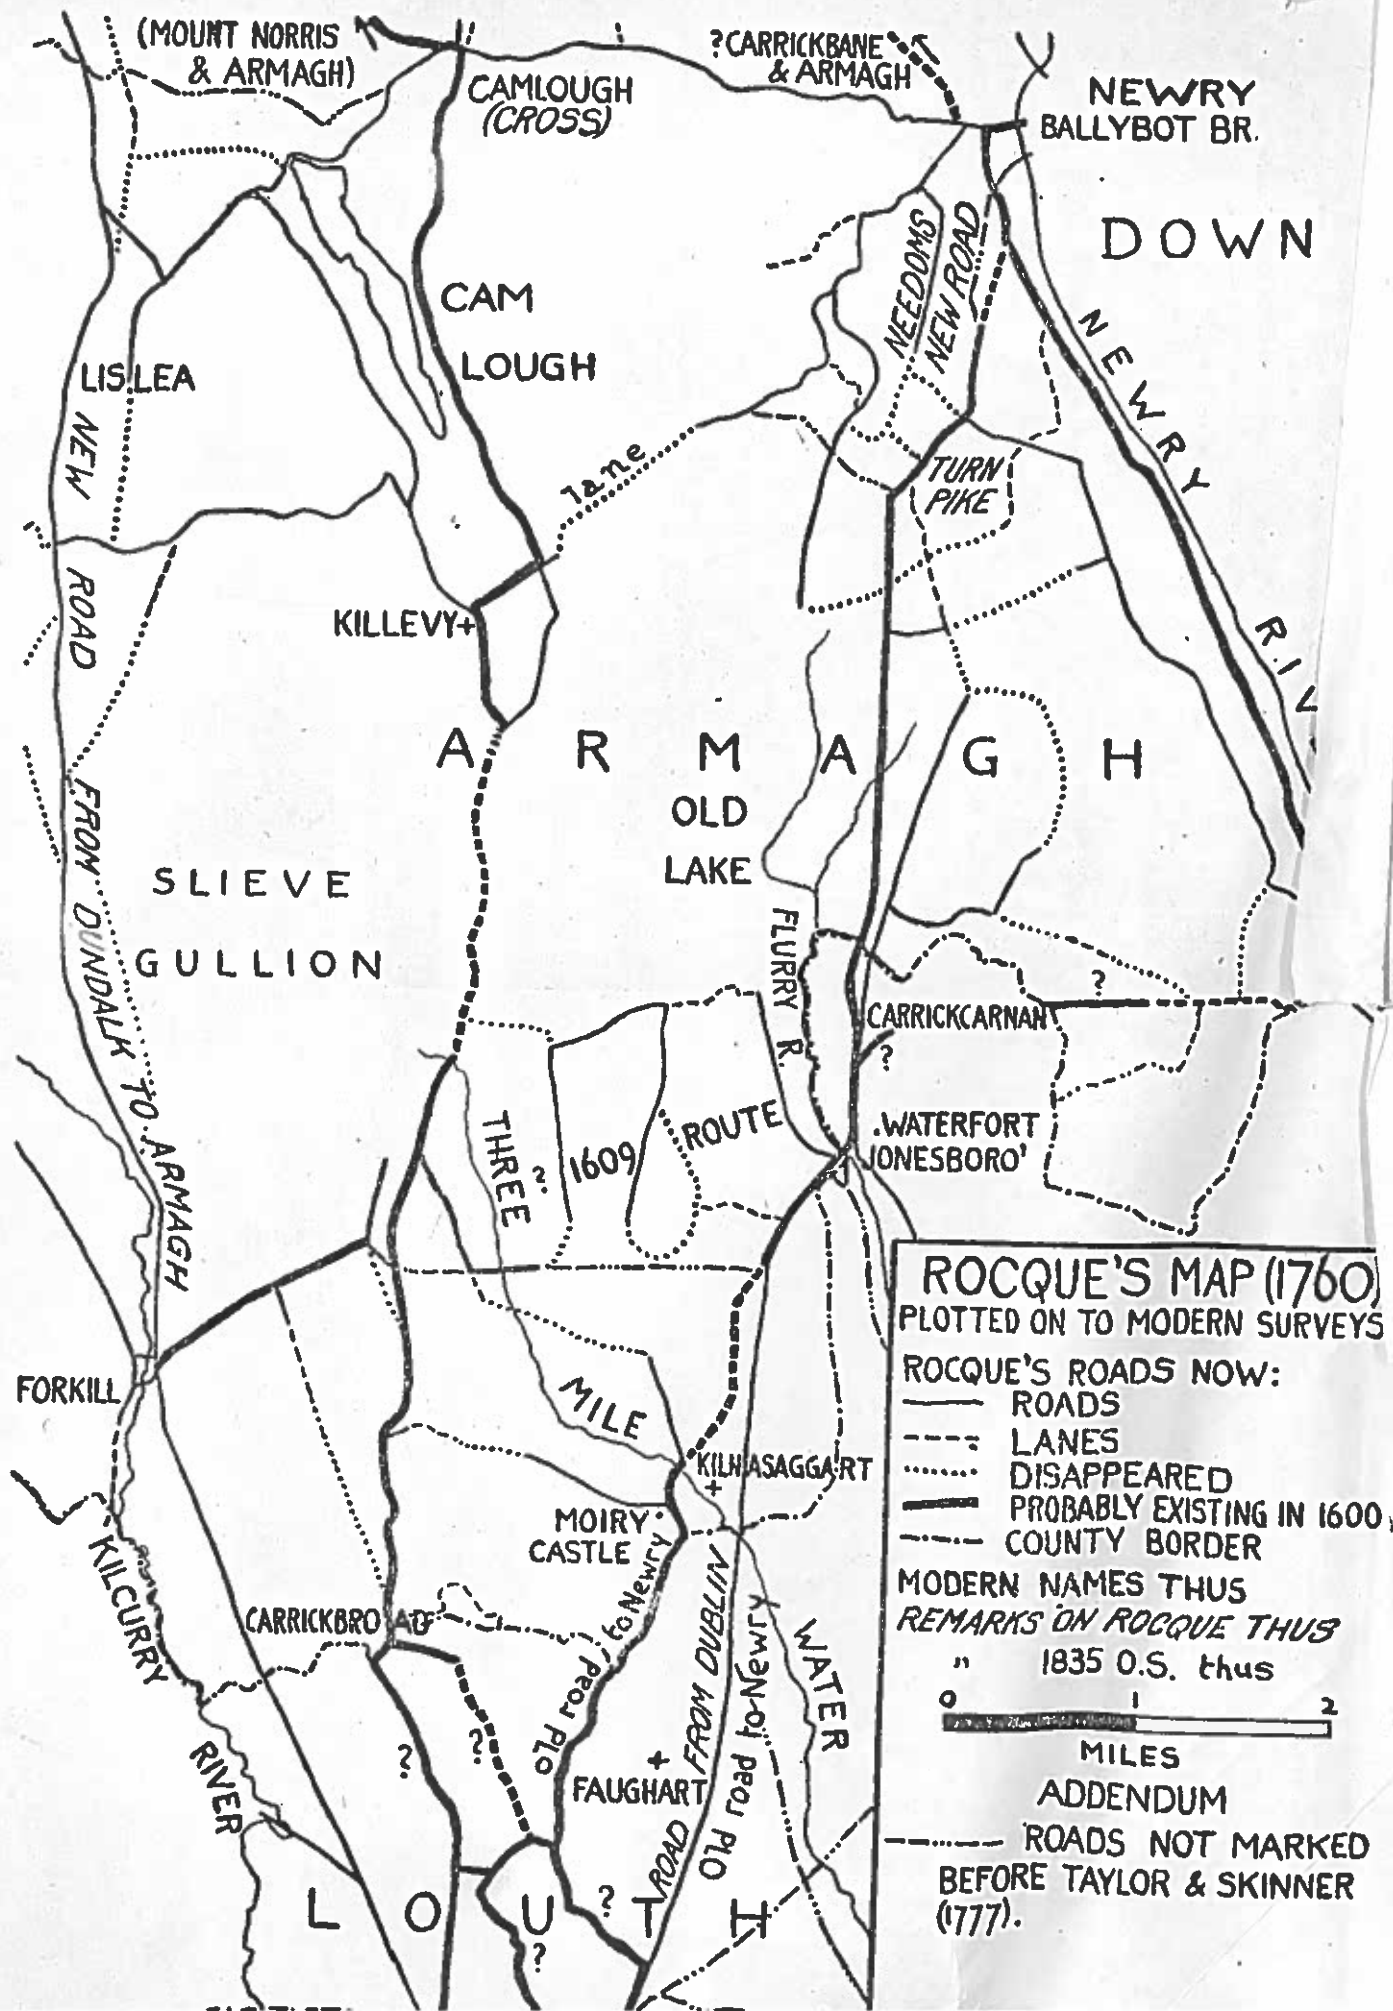 (MOUNT NORRIS
& ARMAGH)
?CARRICKBANE
& ARMAGH
CAMLOUGH
(CROSS)
NEWRY
BALLYBOT BR.
DOWN
NEEDOMS
NEW ROAD
CAM
LOUGH
NEWRY RIV
LISLEA
lane
TURN
PIKE
KILLEVY+
NEW ROAD FROM DUNDALK TO ARMAGH
ARMAGH
OLD
LAKE
SLIEVE
GULLION
FLURRY R.
?
CARRICKCARNAN
?
THREE MILE WATER
?
1609 ROUTE
.WATERFORT
JONESBORO'
FORKILL
KILNASAGGART
+
MOIRY
CASTLE
KILCURRY RIVER
CARRICKBROAD
Old road to Newry
ROAD FROM DUBLIN
Old road to Newry
?
?
+
FAUGHART
LOUTH
?
?
ROCQUE'S MAP (1760)
PLOTTED ON TO MODERN SURVEYS
ROCQUE'S ROADS NOW:
ROADS
LANES
DISAPPEARED
PROBABLY EXISTING IN 1600,
COUNTY BORDER
MODERN NAMES THUS
REMARKS ON ROCQUE THUS
" 1835 O.S. thus
0 1 2
MILES
ADDENDUM
ROADS NOT MARKED
BEFORE TAYLOR & SKINNER
(1777).